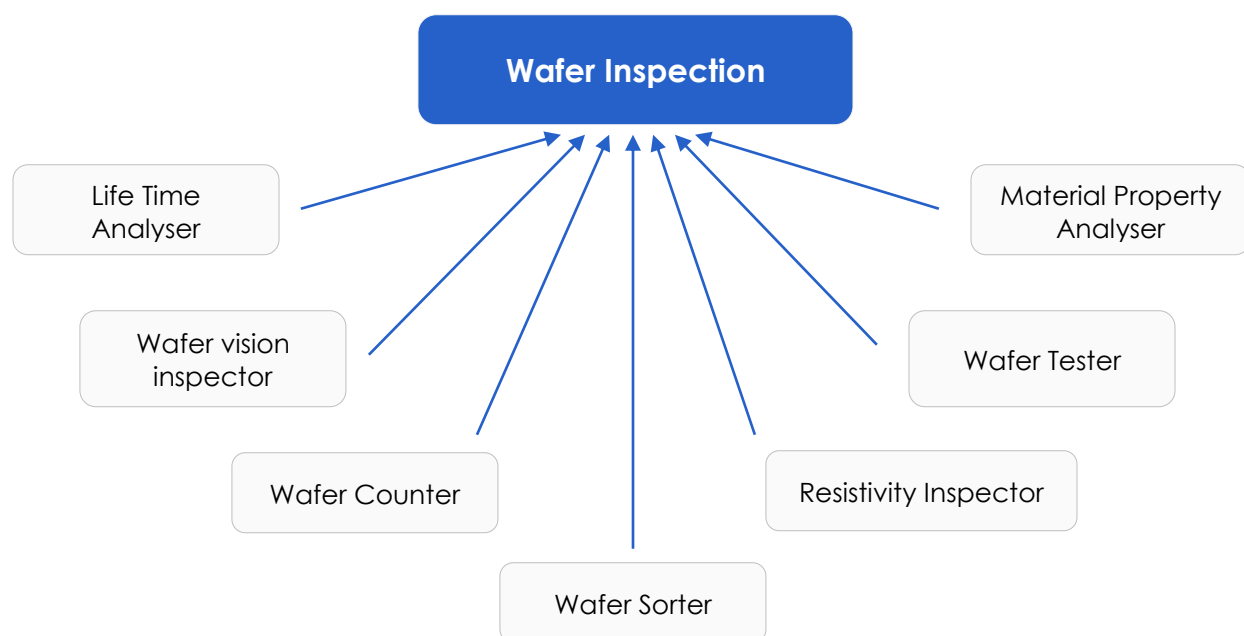 Wafer Inspection
Life Time
Analyser
Material Property
Analyser
Wafer vision
inspector
Wafer Tester
Wafer Counter
Resistivity Inspector
Wafer Sorter